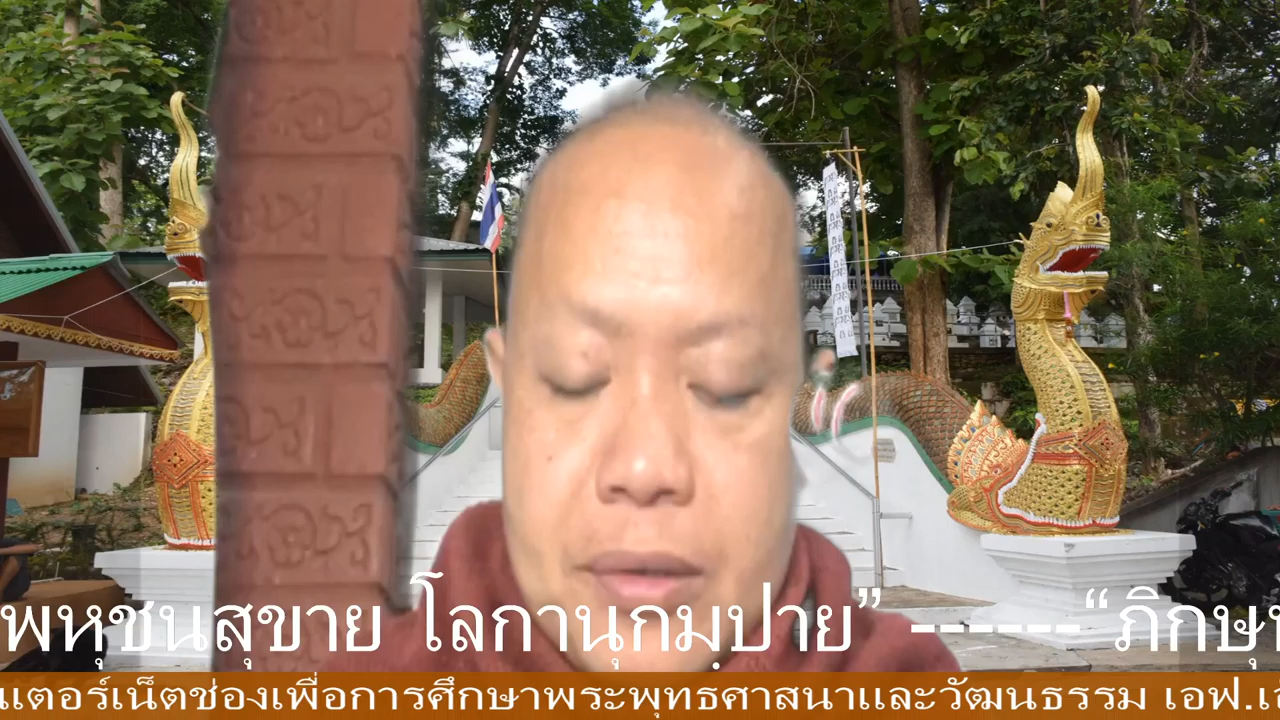 พหุชนสุขาย โลกานุกมฺปาย” ------ “ภิกษุ
แตอร์เน็ตช่องเพื่อการศึกษาพระพุทธศาสนาและวัฒนธรรม เอฟ.เ